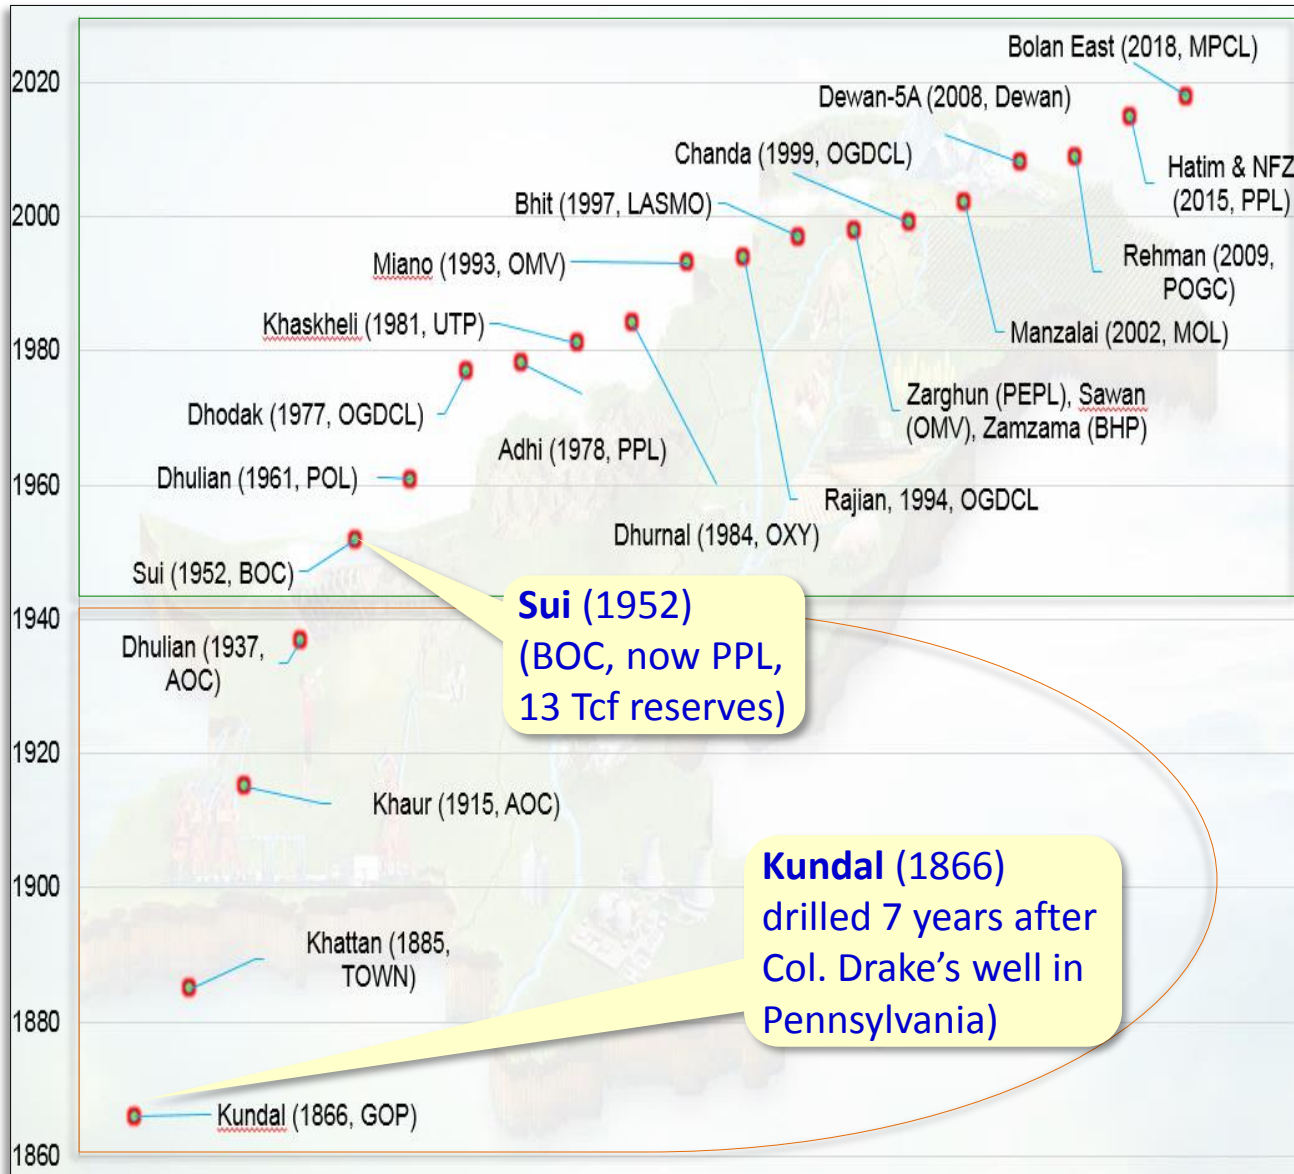 Bolan East (2018, MPCL)
2020
Dewan-5A (2008, Dewan)
Chanda (1999, OGDCL)
Hatim & NFZ
(2015, PPL)
Bhit (1997, LASMO)
2000
Rehman (2009,
POGC)
Miano (1993, OMV)
Khaskheli (1981, UTP)
Manzalai (2002, MOL)
1980
Zarghun (PEPL), Sawan
(OMV), Zamzama (BHP)
Dhodak (1977, OGDCL)
Adhi (1978, PPL)
Dhulian (1961, POL)
1960
Rajian, 1994, OGDCL
Dhurnal (1984, OXY)
Sui (1952, BOC)
Sui (1952)
(BOC, now PPL,
13 Tcf reserves)
1940
Dhulian (1937,
AOC)
1920
Khaur (1915, AOC)
Kundal (1866)
drilled 7 years after
Col. Drake’s well in
Pennsylvania)
1900
Khattan (1885,
TOWN)
1880
Kundal (1866, GOP)
1860